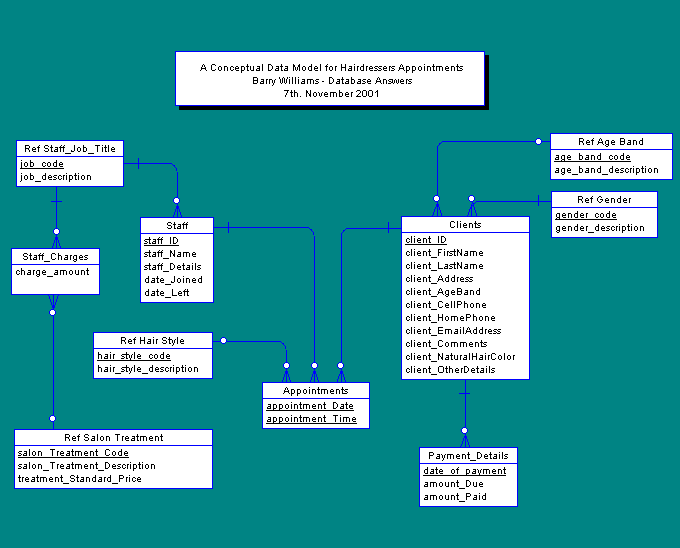 A Conceptual Data Model for Hairdressers Appointments
Barry Williams - Database Answers
7th. November 2001
Ref Staff_Job_Title
job_code
job_description
Ref Age Band
age_band_code
age_band_description
Ref Gender
gender_code
gender_description
Staff
staff_ID
staff_Name
staff_Details
date_Joined
date_Left
Clients
client_ID
client_FirstName
client_LastName
client_Address
client_AgeBand
client_CellPhone
client_HomePhone
client_EmailAddress
client_Comments
client_NaturalHairColor
client_OtherDetails
Staff_Charges
charge_amount
Ref Hair Style
hair_style_code
hair_style_description
Appointments
appointment_Date
appointment_Time
Ref Salon Treatment
salon_Treatment_Code
salon_Treatment_Description
treatment_Standard_Price
Payment_Details
date_of_payment
amount_Due
amount_Paid